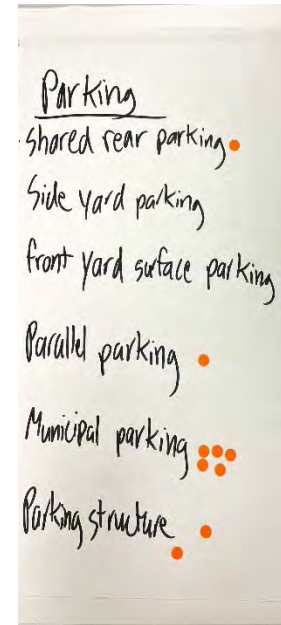 Parking
shared rear parking
Side yard parking
front yard surface parking
Parallel parking
Municipal parking
Parking structure